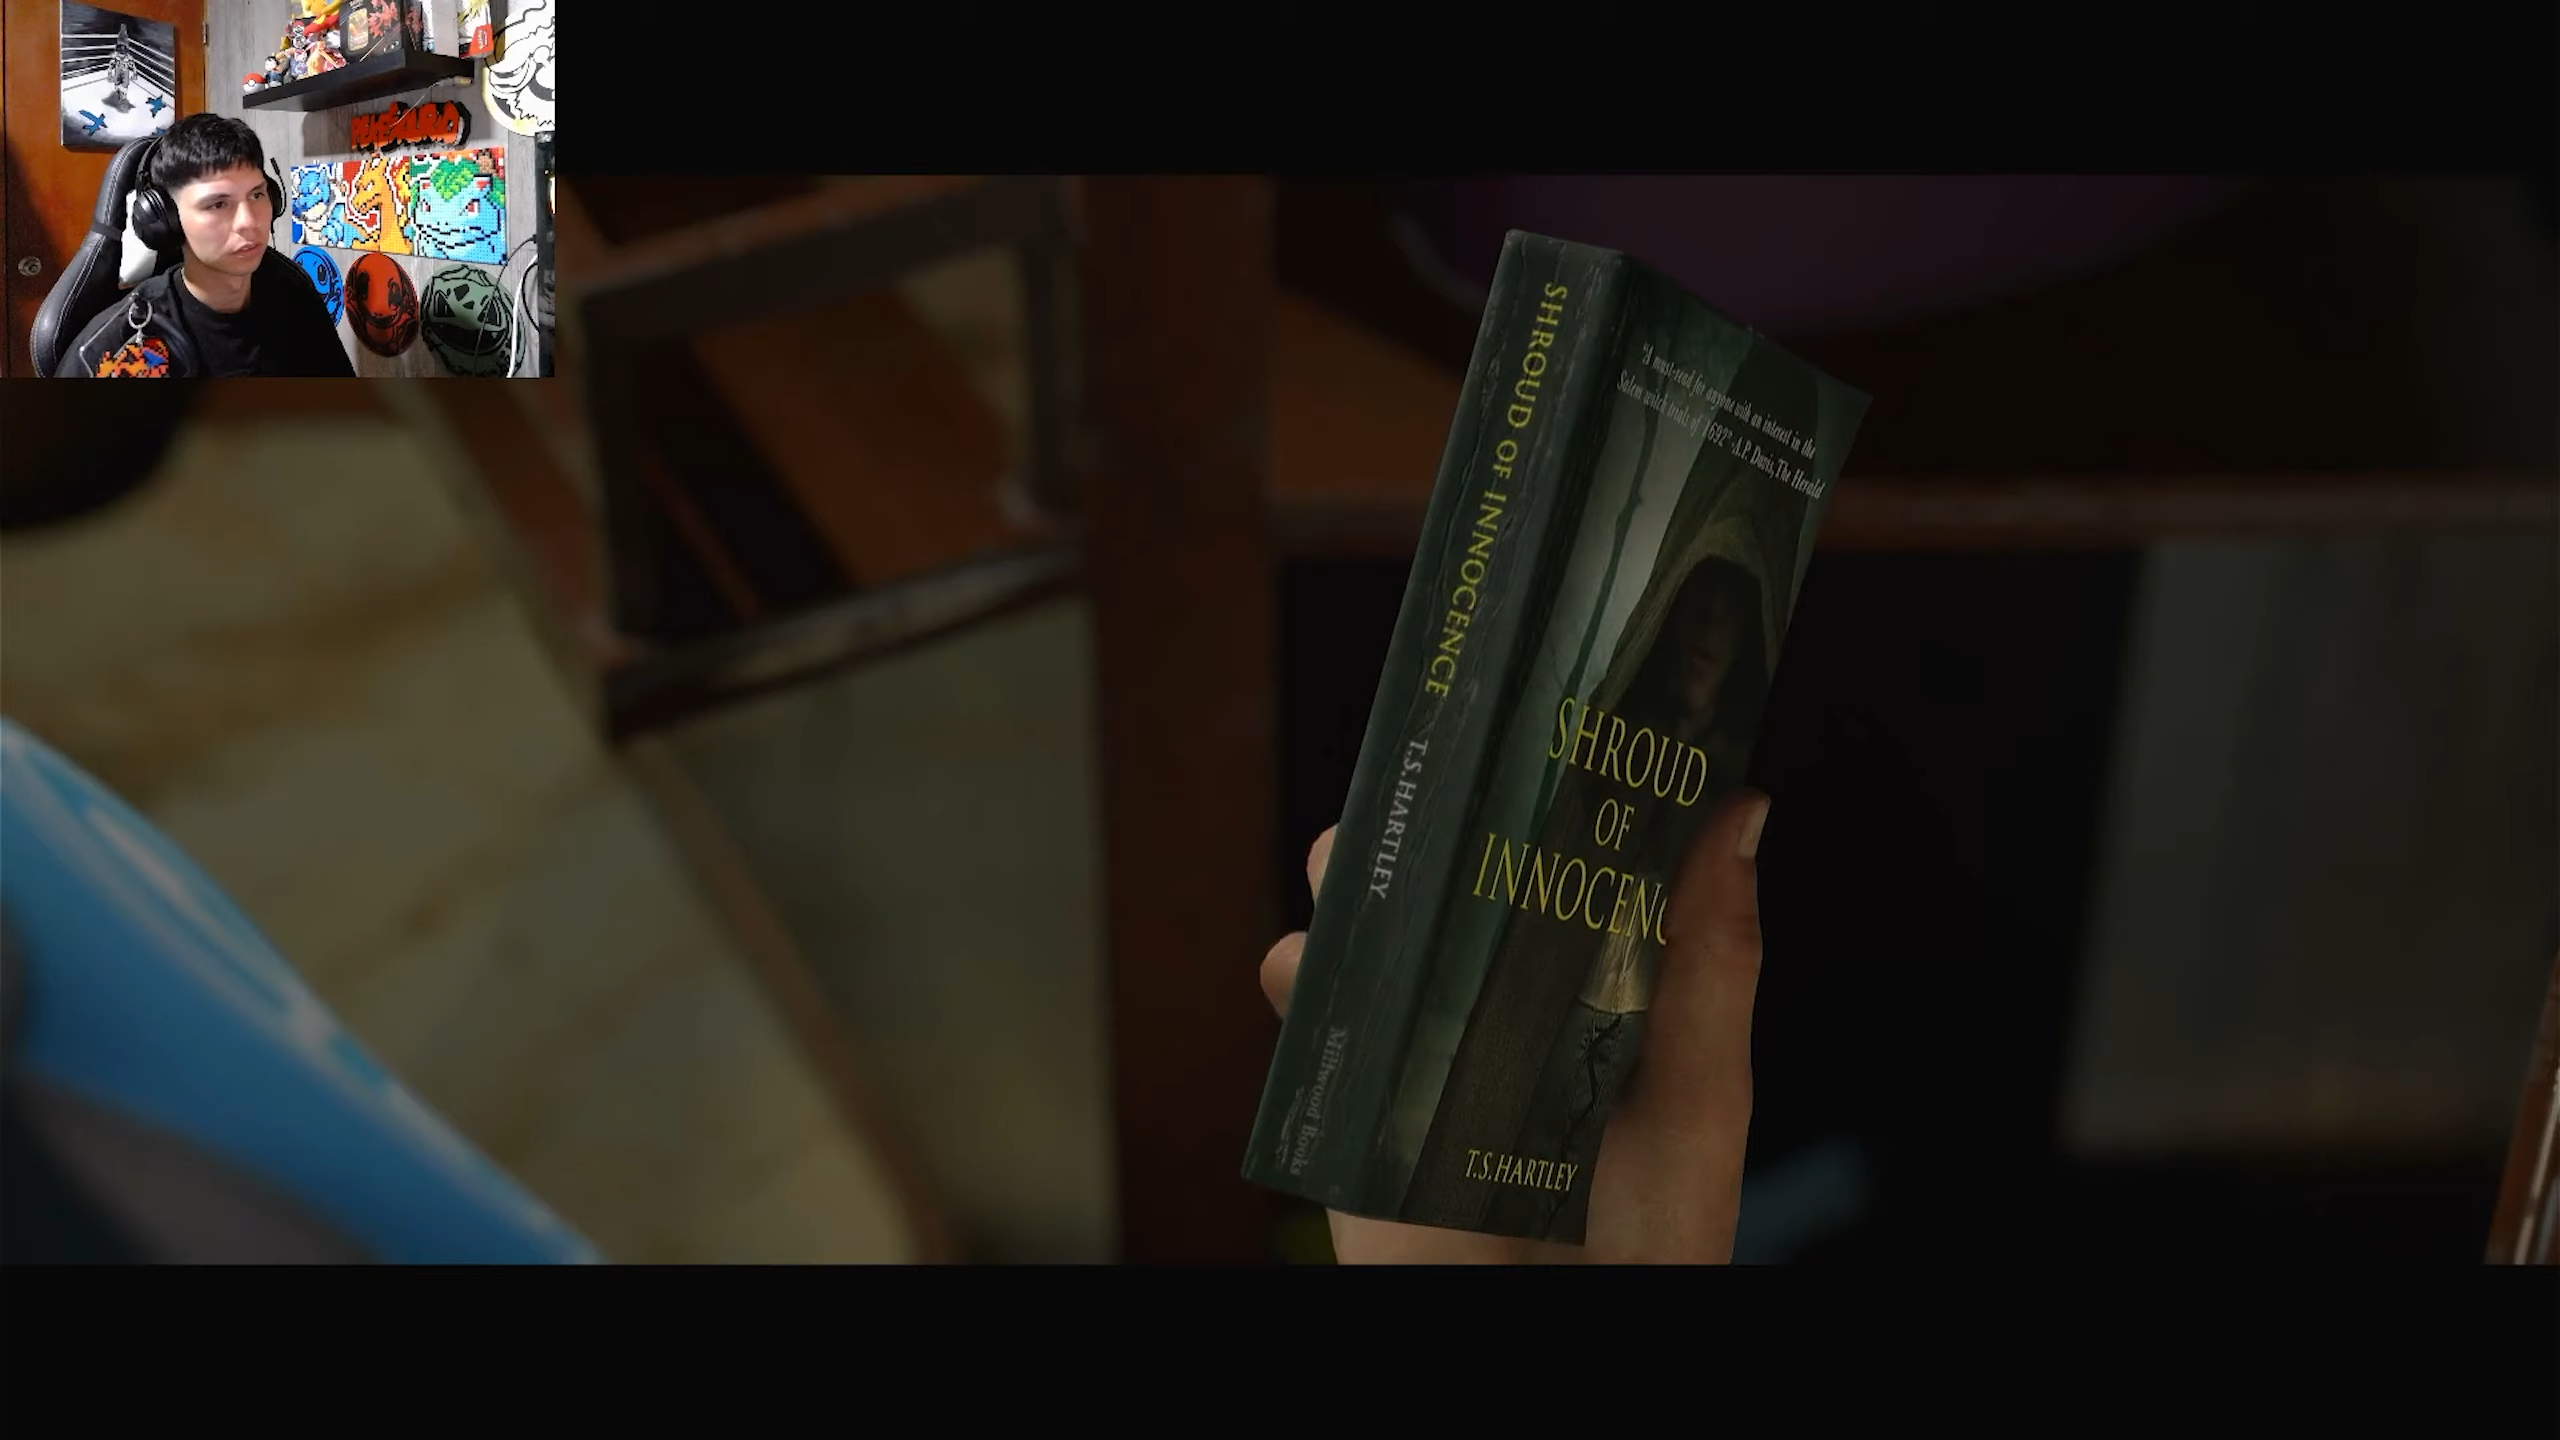 PEKESAURIO
SHROUD OF INNOCENCE T.S.HARTLEY Millwood Books
"A must-read for anyone with an interest in the
Salem witch trials of 1692" -A.P. Davis, The Herald
SHROUD
OF
INNOCENC
T.S.HARTLEY